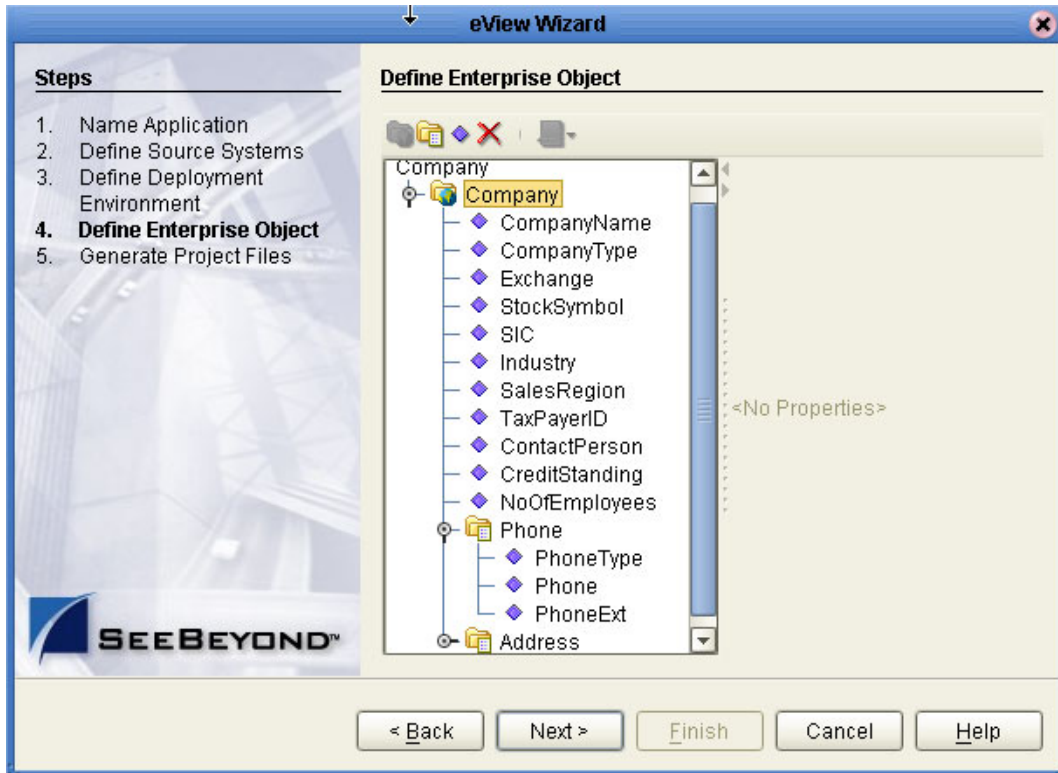 eView Wizard
Steps
1. Name Application
2. Define Source Systems
3. Define Deployment
Environment
4. Define Enterprise Object
5. Generate Project Files
SEEBEYOND™
Define Enterprise Object
Company
Company
CompanyName
CompanyType
Exchange
StockSymbol
SIC
Industry
SalesRegion
TaxPayerID
ContactPerson
CreditStanding
NoOfEmployees
Phone
PhoneType
Phone
PhoneExt
Address
<No Properties>
< Back
Next >
Finish
Cancel
Help